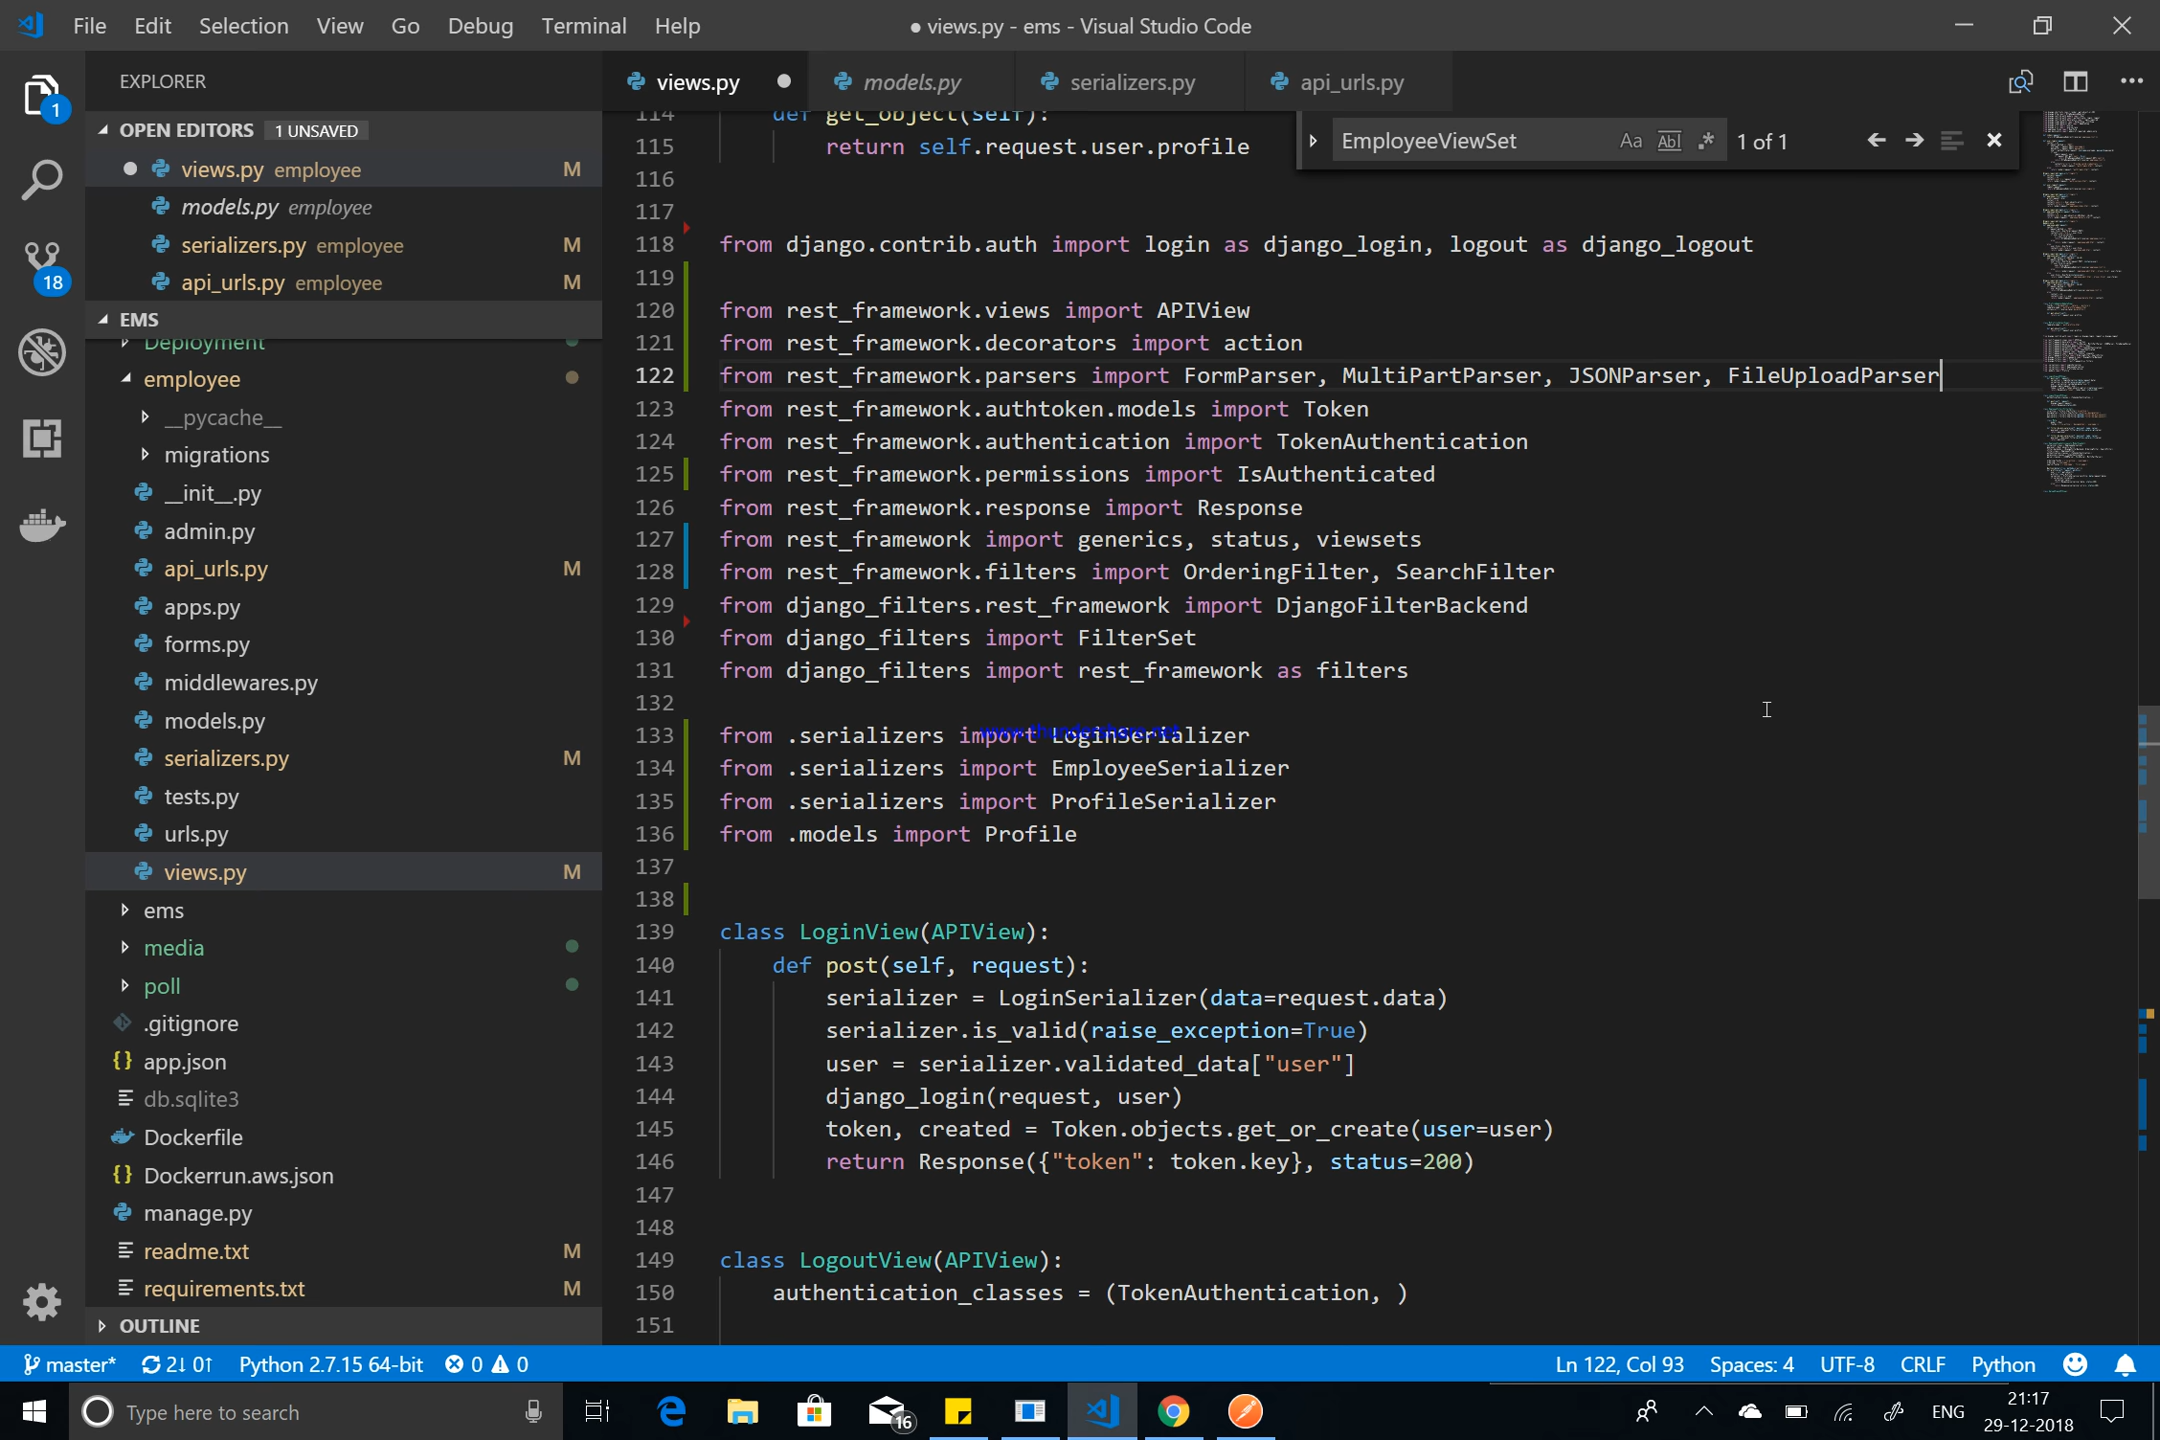 File Edit Selection View Go Debug Terminal Help
● views.py - ems - Visual Studio Code
EXPLORER
OPEN EDITORS 1 UNSAVED
views.py employee M
models.py employee
serializers.py employee M
api_urls.py employee M
EMS
Deployment
employee
__pycache__
migrations
__init__.py
admin.py
api_urls.py M
apps.py
forms.py
middlewares.py
models.py
serializers.py M
tests.py
urls.py
views.py M
ems
media
poll
.gitignore
app.json
db.sqlite3
Dockerfile
Dockerrun.aws.json
manage.py
readme.txt M
requirements.txt M
OUTLINE
1
18
views.py models.py serializers.py api_urls.py
EmployeeViewSet Aa Abl .* 1 of 1
114 def get_object(self):
115 return self.request.user.profile
116
117
118 from django.contrib.auth import login as django_login, logout as django_logout
119
120 from rest_framework.views import APIView
121 from rest_framework.decorators import action
122 from rest_framework.parsers import FormParser, MultiPartParser, JSONParser, FileUploadParser
123 from rest_framework.authtoken.models import Token
124 from rest_framework.authentication import TokenAuthentication
125 from rest_framework.permissions import IsAuthenticated
126 from rest_framework.response import Response
127 from rest_framework import generics, status, viewsets
128 from rest_framework.filters import OrderingFilter, SearchFilter
129 from django_filters.rest_framework import DjangoFilterBackend
130 from django_filters import FilterSet
131 from django_filters import rest_framework as filters
132
133 from .serializers import LoginSerializer
www.thundershare.net
134 from .serializers import EmployeeSerializer
135 from .serializers import ProfileSerializer
136 from .models import Profile
137
138
139 class LoginView(APIView):
140 def post(self, request):
141 serializer = LoginSerializer(data=request.data)
142 serializer.is_valid(raise_exception=True)
143 user = serializer.validated_data["user"]
144 django_login(request, user)
145 token, created = Token.objects.get_or_create(user=user)
146 return Response({"token": token.key}, status=200)
147
148
149 class LogoutView(APIView):
150 authentication_classes = (TokenAuthentication, )
151
master* 2↓ 0↑ Python 2.7.15 64-bit 0 0
Ln 122, Col 93 Spaces: 4 UTF-8 CRLF Python
Type here to search
16
ENG
21:17
29-12-2018